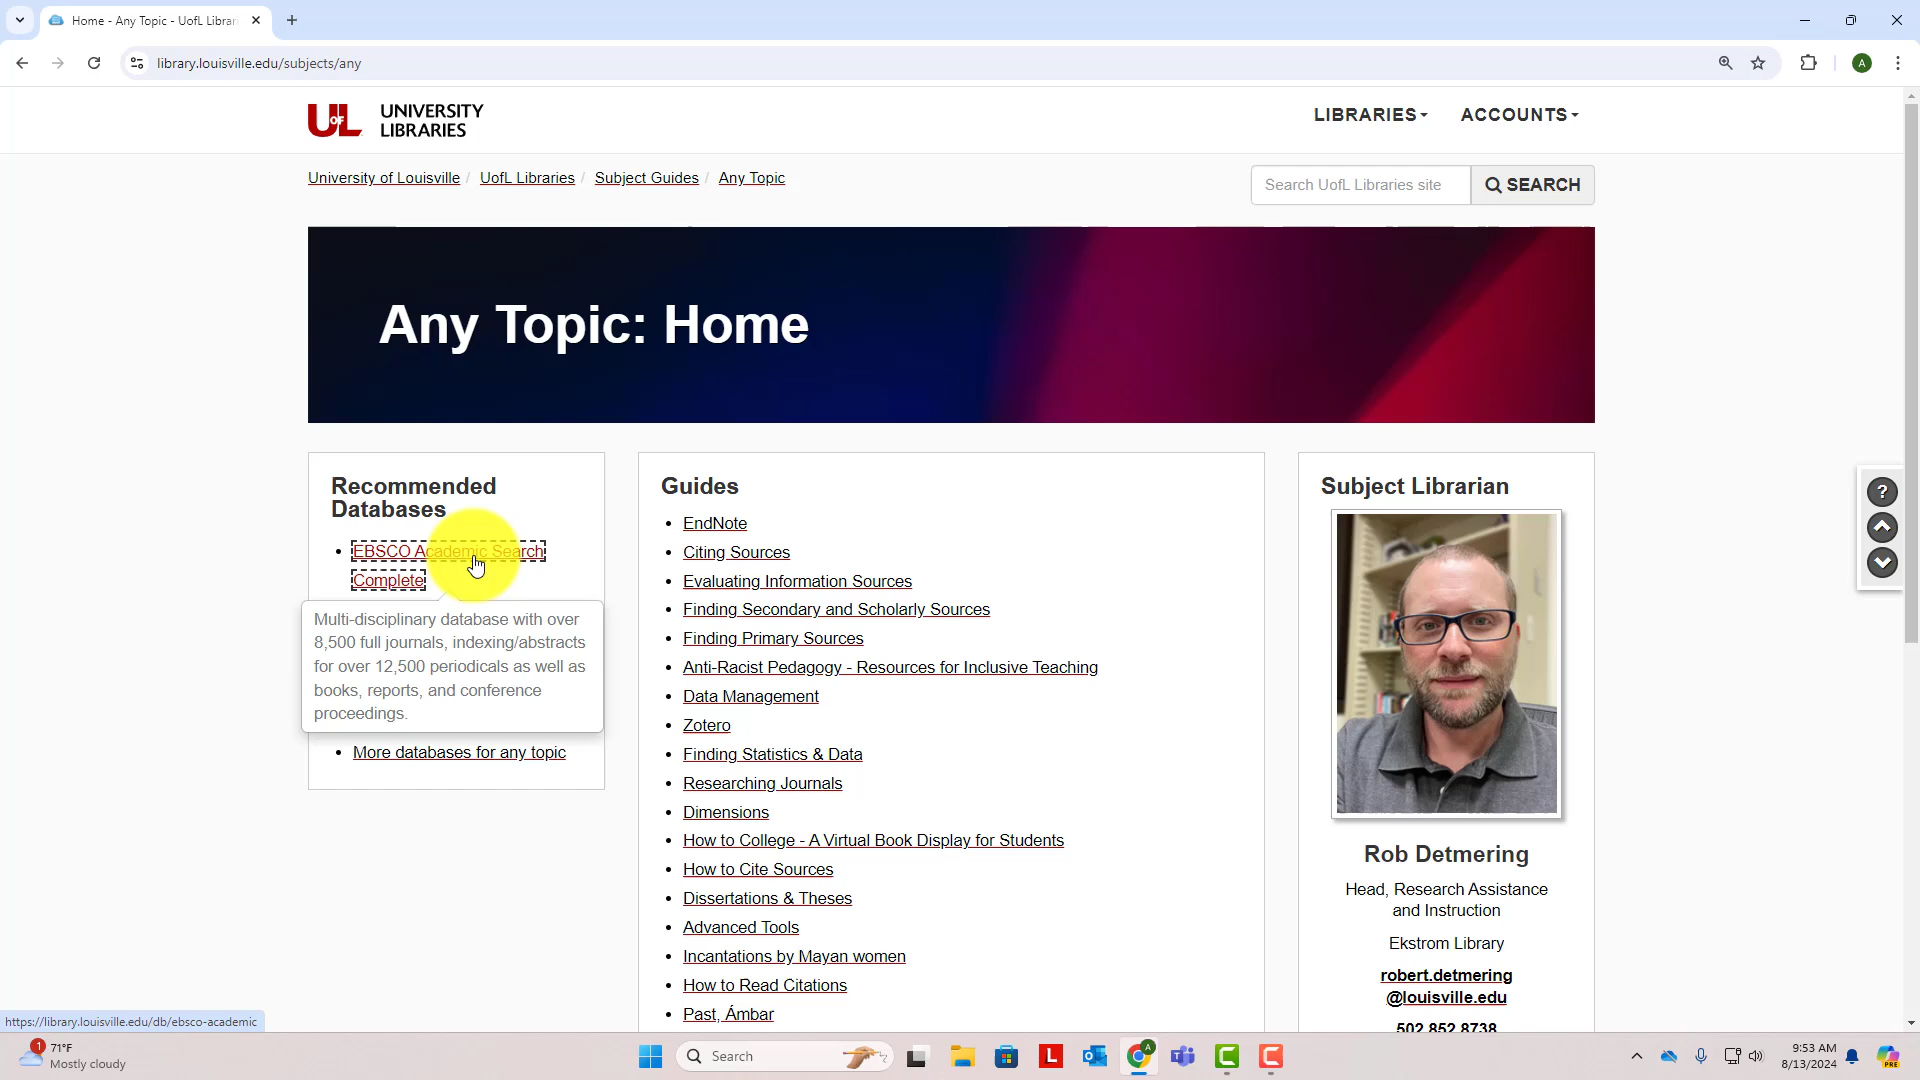 Home - Any Topic - UofL Librar
library.louisville.edu/subjects/any
A
UofL
UNIVERSITY
LIBRARIES
LIBRARIES
ACCOUNTS
University of Louisville / UofL Libraries / Subject Guides / Any Topic
Search UofL Libraries site
SEARCH
Any Topic: Home
Recommended
Databases
EBSCO Academic Search
Complete
Multi-disciplinary database with over
8,500 full journals, indexing/abstracts
for over 12,500 periodicals as well as
books, reports, and conference
proceedings.
More databases for any topic
Guides
EndNote
Citing Sources
Evaluating Information Sources
Finding Secondary and Scholarly Sources
Finding Primary Sources
Anti-Racist Pedagogy - Resources for Inclusive Teaching
Data Management
Zotero
Finding Statistics & Data
Researching Journals
Dimensions
How to College - A Virtual Book Display for Students
How to Cite Sources
Dissertations & Theses
Advanced Tools
Incantations by Mayan women
How to Read Citations
Past, Ámbar
Subject Librarian
Rob Detmering
Head, Research Assistance
and Instruction
Ekstrom Library
robert.detmering
@louisville.edu
502.852.8738
?
https://library.louisville.edu/db/ebsco-academic
1
71°F
Mostly cloudy
Search
L
A
C
C
9:53 AM
8/13/2024
PRE